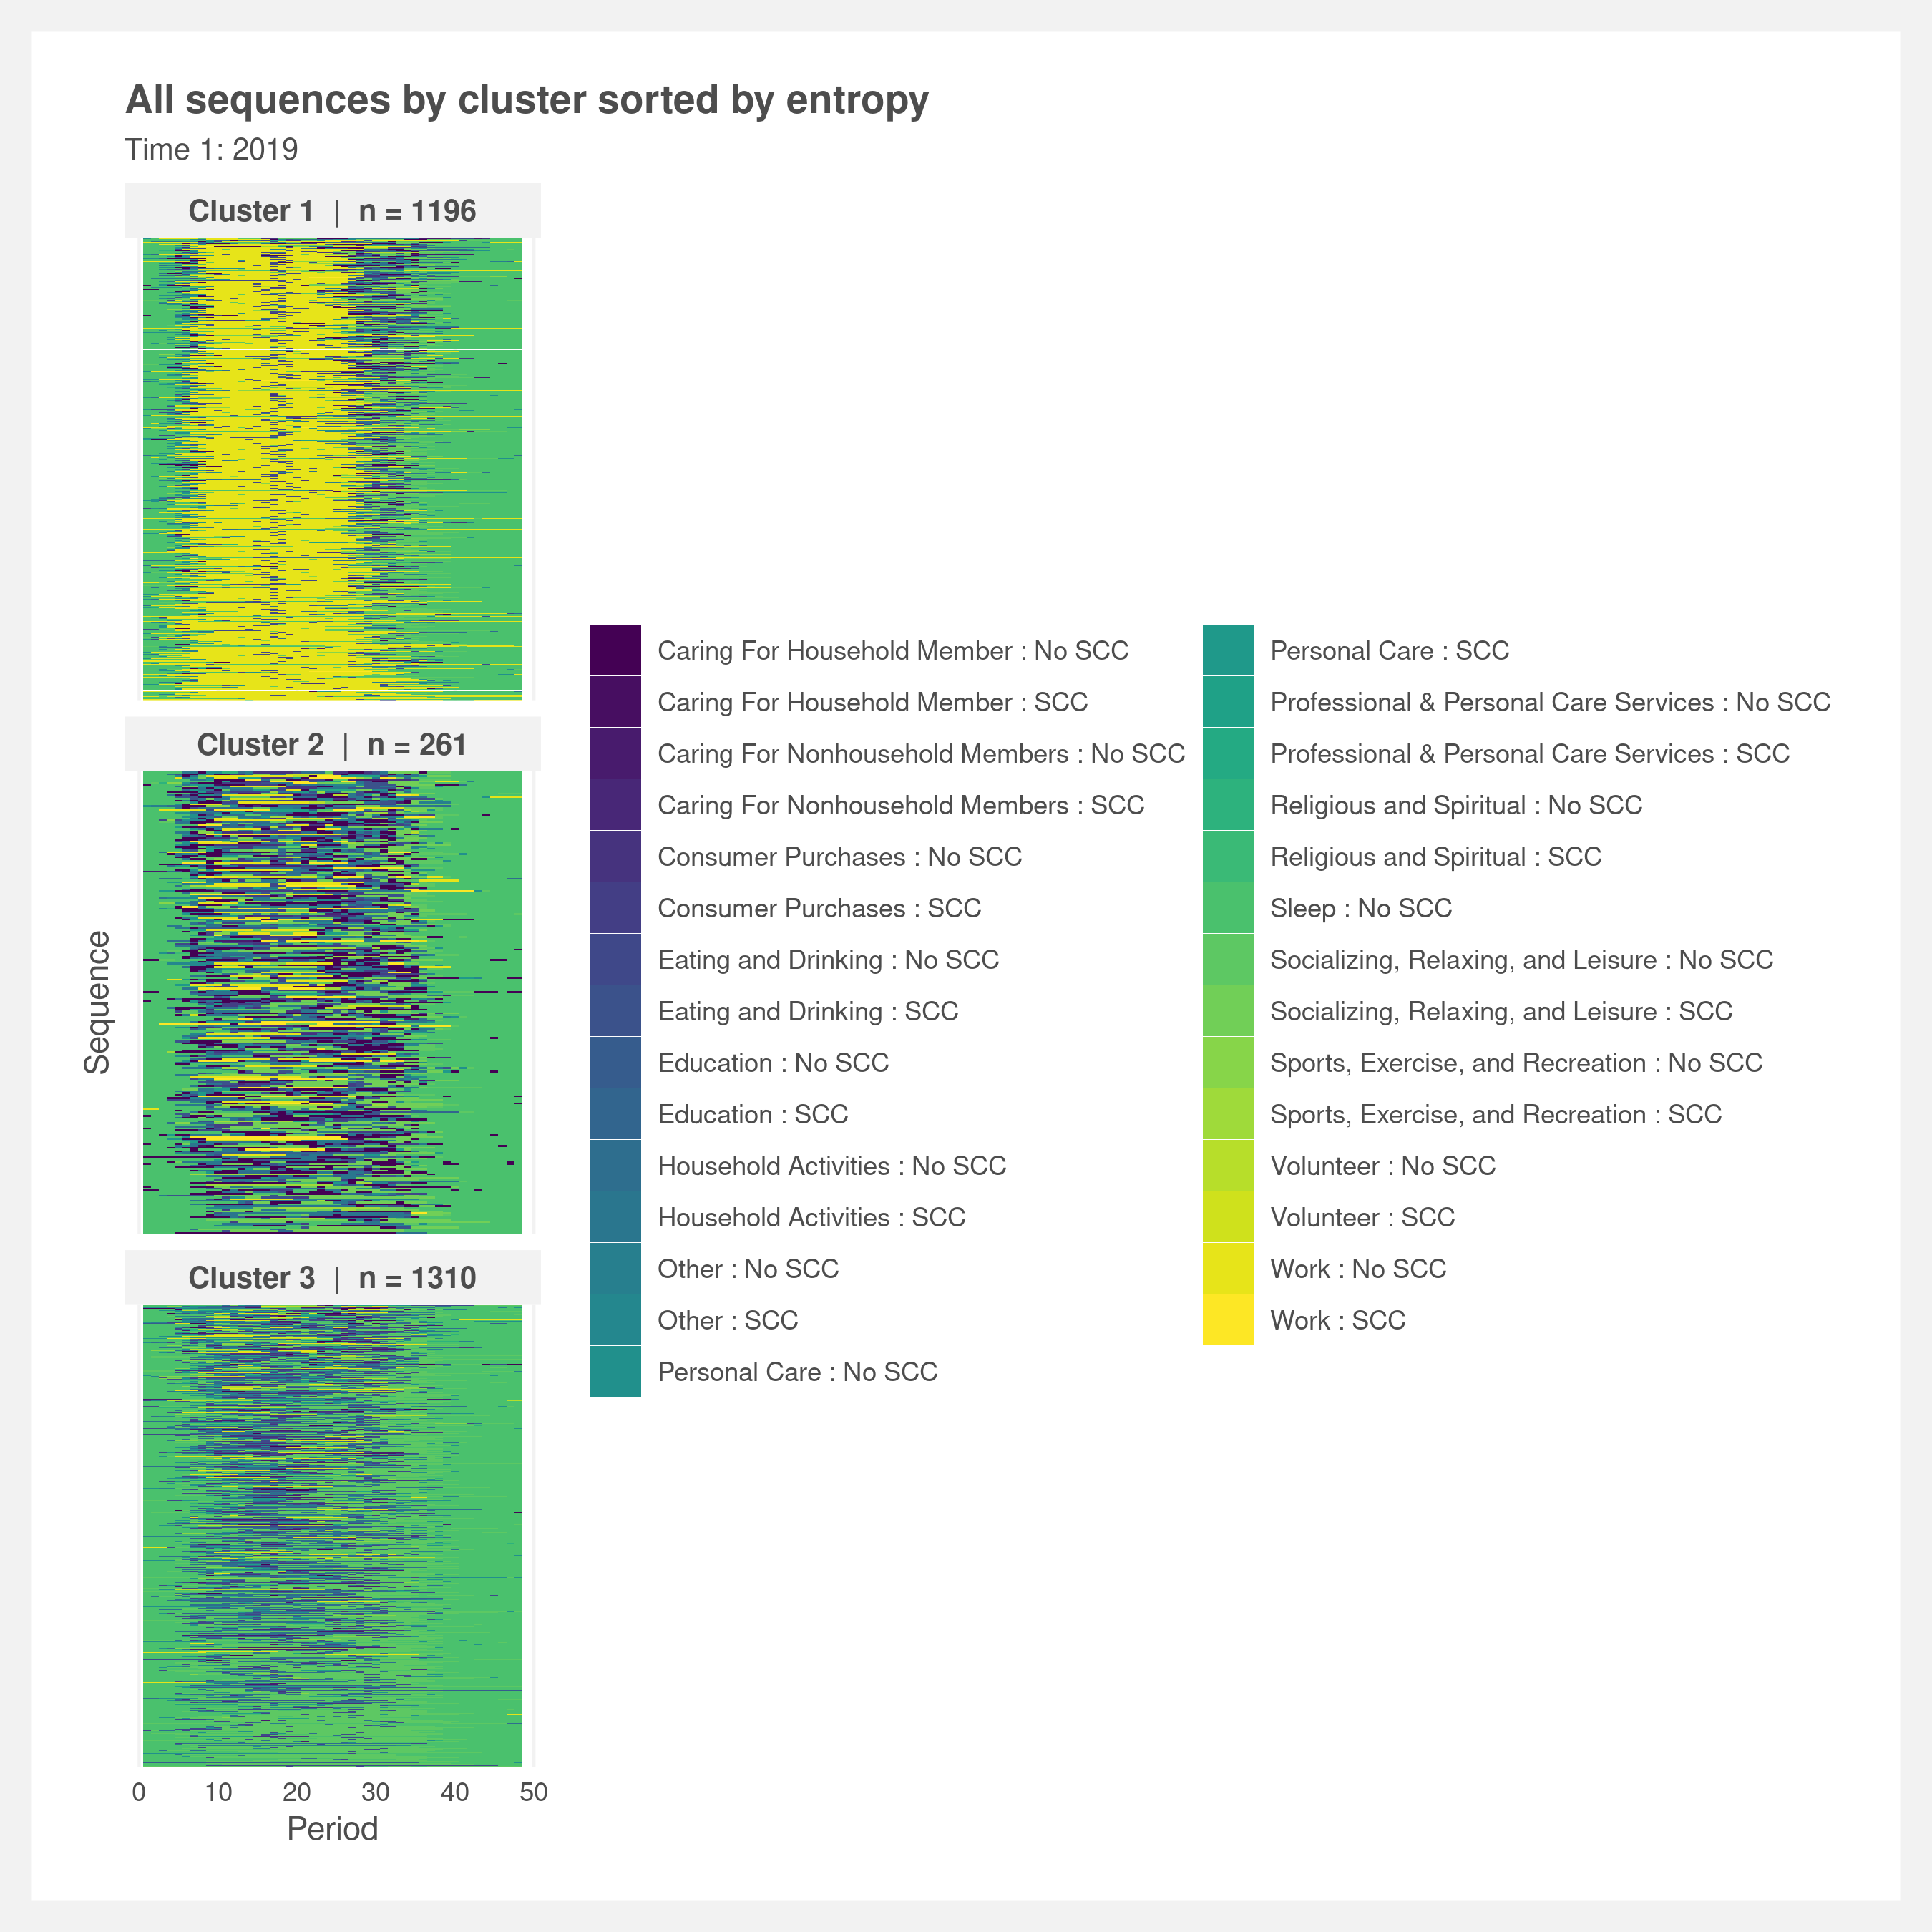 All sequences by cluster sorted by entropy
Time 1: 2019
Cluster 1 | n = 1196
Cluster 2 | n = 261
Cluster 3 | n = 1310
Sequence
0 10 20 30 40 50
Period
Caring For Household Member : No SCC
Caring For Household Member : SCC
Caring For Nonhousehold Members : No SCC
Caring For Nonhousehold Members : SCC
Consumer Purchases : No SCC
Consumer Purchases : SCC
Eating and Drinking : No SCC
Eating and Drinking : SCC
Education : No SCC
Education : SCC
Household Activities : No SCC
Household Activities : SCC
Other : No SCC
Other : SCC
Personal Care : No SCC
Personal Care : SCC
Professional & Personal Care Services : No SCC
Professional & Personal Care Services : SCC
Religious and Spiritual : No SCC
Religious and Spiritual : SCC
Sleep : No SCC
Socializing, Relaxing, and Leisure : No SCC
Socializing, Relaxing, and Leisure : SCC
Sports, Exercise, and Recreation : No SCC
Sports, Exercise, and Recreation : SCC
Volunteer : No SCC
Volunteer : SCC
Work : No SCC
Work : SCC